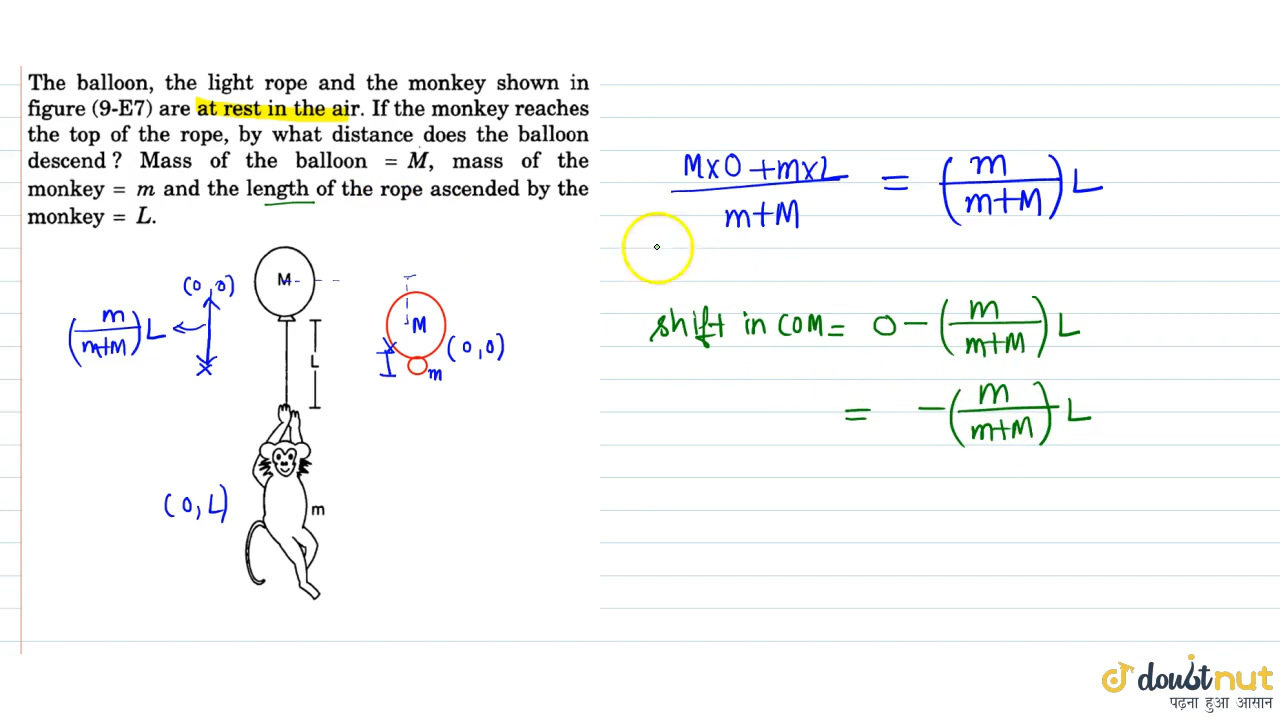 The balloon, the light rope and the monkey shown in
figure (9-E7) are at rest in the air. If the monkey reaches
the top of the rope, by what distance does the balloon
descend ? Mass of the balloon = M, mass of the
monkey = m and the length of the rope ascended by the
monkey = L.
M×0+m×L / m+M = (m / m+M) L
(0, 0)
M
(m / m+M) L
L
M
(0,0)
m
shift in COM = 0 - (m / m+M) L
= -(m / m+M) L
(0, L)
m
doubtnut
पढ़ना हुआ आसान